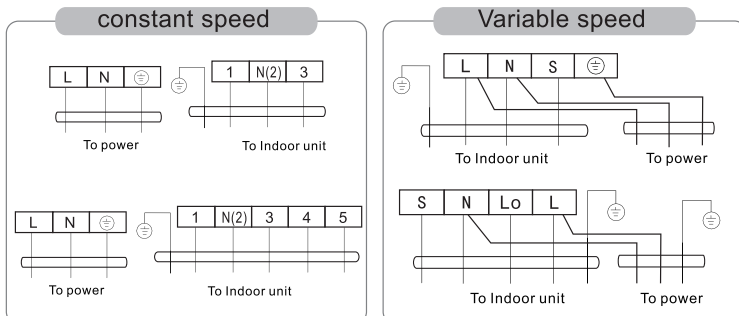 constant speed
L N 1 N(2) 3
To power To Indoor unit
L N 1 N(2) 3 4 5
To power To Indoor unit
Variable speed
L N S
To Indoor unit To power
S N Lo L
To Indoor unit To power